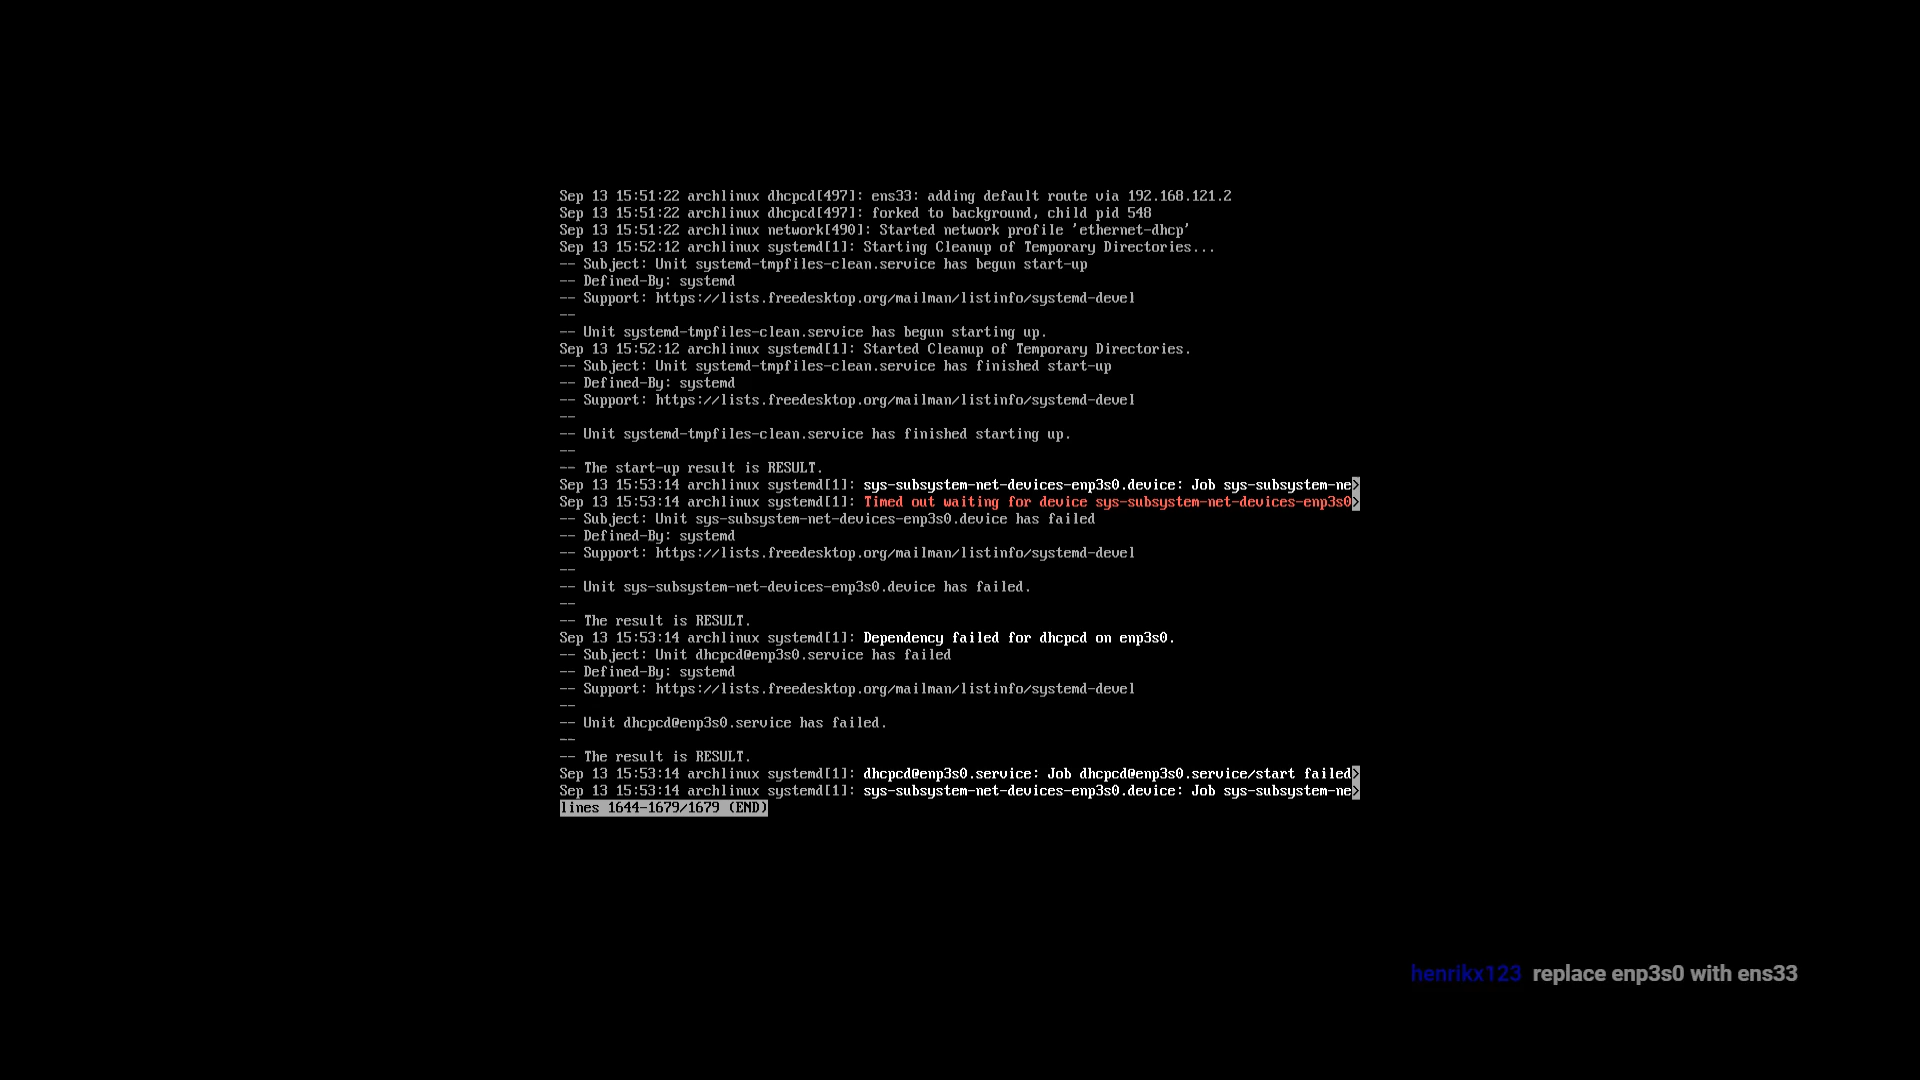 Sep 13 15:51:22 archlinux dhcpcd[497]: ens33: adding default route via 192.168.121.2
Sep 13 15:51:22 archlinux dhcpcd[497]: forked to background, child pid 548
Sep 13 15:51:22 archlinux network[490]: Started network profile 'ethernet-dhcp'
Sep 13 15:52:12 archlinux systemd[1]: Starting Cleanup of Temporary Directories...
-- Subject: Unit systemd-tmpfiles-clean.service has begun start-up
-- Defined-By: systemd
-- Support: https://lists.freedesktop.org/mailman/listinfo/systemd-devel
--
-- Unit systemd-tmpfiles-clean.service has begun starting up.
Sep 13 15:52:12 archlinux systemd[1]: Started Cleanup of Temporary Directories.
-- Subject: Unit systemd-tmpfiles-clean.service has finished start-up
-- Defined-By: systemd
-- Support: https://lists.freedesktop.org/mailman/listinfo/systemd-devel
--
-- Unit systemd-tmpfiles-clean.service has finished starting up.
--
-- The start-up result is RESULT.
Sep 13 15:53:14 archlinux systemd[1]: sys-subsystem-net-devices-enp3s0.device: Job sys-subsystem-ne>
Sep 13 15:53:14 archlinux systemd[1]: Timed out waiting for device sys-subsystem-net-devices-enp3s0>
-- Subject: Unit sys-subsystem-net-devices-enp3s0.device has failed
-- Defined-By: systemd
-- Support: https://lists.freedesktop.org/mailman/listinfo/systemd-devel
--
-- Unit sys-subsystem-net-devices-enp3s0.device has failed.
--
-- The result is RESULT.
Sep 13 15:53:14 archlinux systemd[1]: Dependency failed for dhcpcd on enp3s0.
-- Subject: Unit dhcpcd@enp3s0.service has failed
-- Defined-By: systemd
-- Support: https://lists.freedesktop.org/mailman/listinfo/systemd-devel
--
-- Unit dhcpcd@enp3s0.service has failed.
--
-- The result is RESULT.
Sep 13 15:53:14 archlinux systemd[1]: dhcpcd@enp3s0.service: Job dhcpcd@enp3s0.service/start failed>
Sep 13 15:53:14 archlinux systemd[1]: sys-subsystem-net-devices-enp3s0.device: Job sys-subsystem-ne>
lines 1644-1679/1679 (END)
henrikx123 replace enp3s0 with ens33